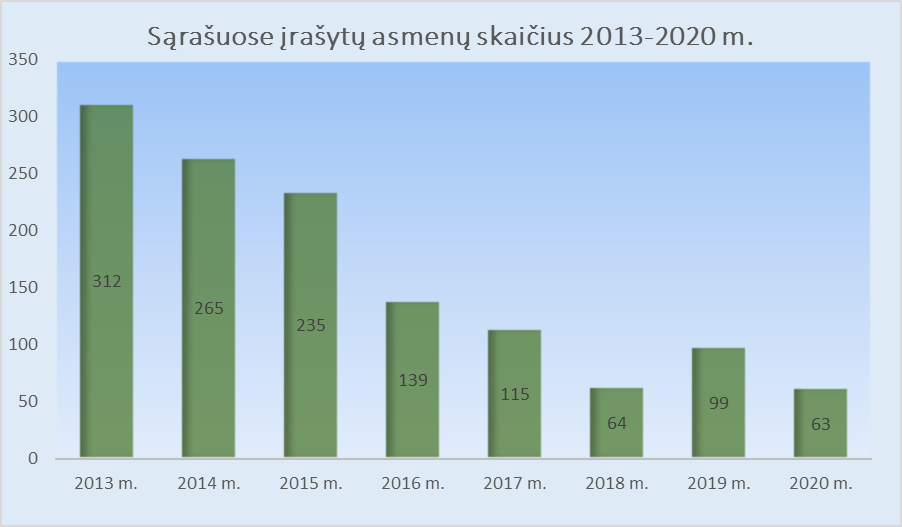 Sąrašuose įrašytų asmenų skaičius 2013-2020 m.
350
300
250
200
150
100
50
0
312
265
235
139
115
64
99
63
2013 m.
2014 m.
2015 m.
2016 m.
2017 m.
2018 m.
2019 m.
2020 m.